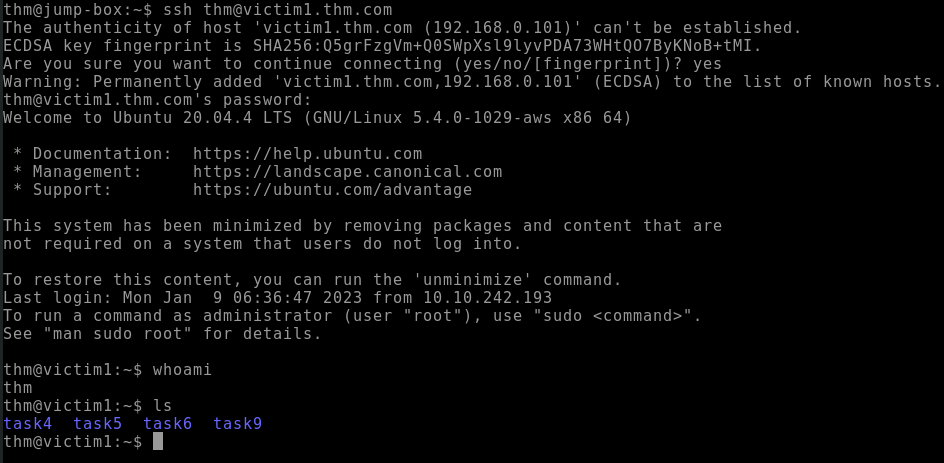 thm@jump-box:~$ ssh thm@victim1.thm.com
The authenticity of host 'victim1.thm.com (192.168.0.101)' can't be established.
ECDSA key fingerprint is SHA256:Q5grFzgVm+Q0SWpXsl9lyvPDA73WHtQO7ByKNoB+tMI.
Are you sure you want to continue connecting (yes/no/[fingerprint])? yes
Warning: Permanently added 'victim1.thm.com,192.168.0.101' (ECDSA) to the list of known hosts.
thm@victim1.thm.com's password:
Welcome to Ubuntu 20.04.4 LTS (GNU/Linux 5.4.0-1029-aws x86 64)
 * Documentation:  https://help.ubuntu.com
 * Management:     https://landscape.canonical.com
 * Support:        https://ubuntu.com/advantage
This system has been minimized by removing packages and content that are
not required on a system that users do not log into.
To restore this content, you can run the 'unminimize' command.
Last login: Mon Jan  9 06:36:47 2023 from 10.10.242.193
To run a command as administrator (user "root"), use "sudo <command>".
See "man sudo root" for details.
thm@victim1:~$ whoami
thm
thm@victim1:~$ ls
task4  task5  task6  task9
thm@victim1:~$